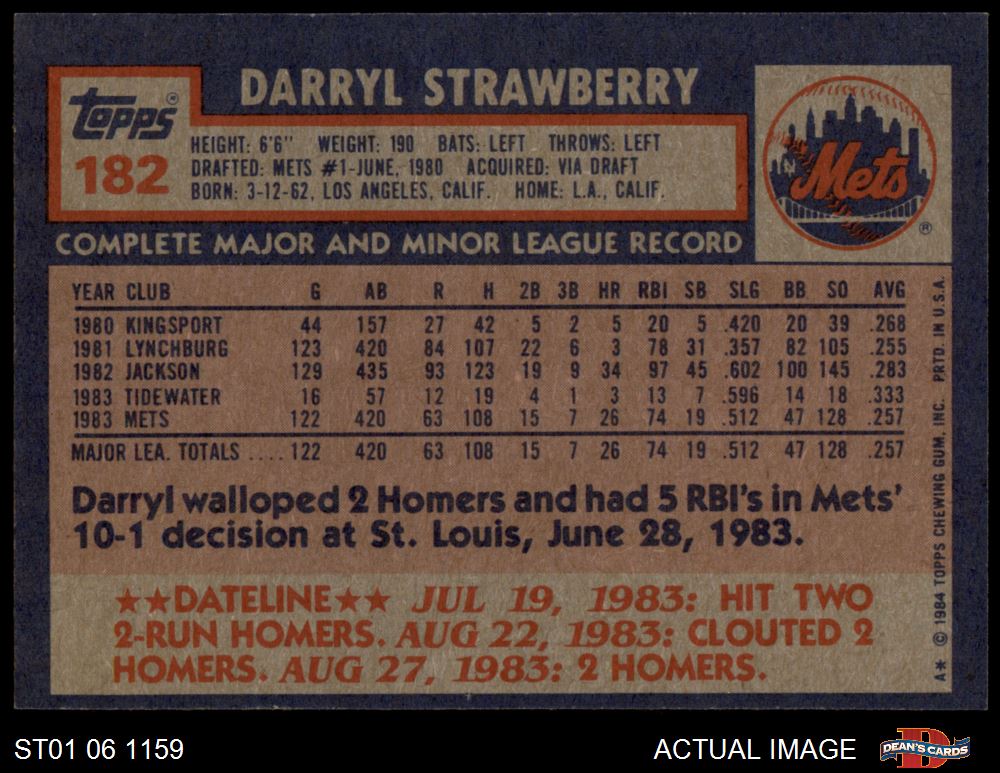 DARRYL STRAWBERRY
Topps®
182
HEIGHT: 6'6" WEIGHT: 190 BATS: LEFT THROWS: LEFT
DRAFTED: METS #1-JUNE, 1980 ACQUIRED: VIA DRAFT
BORN: 3-12-62, LOS ANGELES, CALIF. HOME: L.A., CALIF.
NY Mets ®
COMPLETE MAJOR AND MINOR LEAGUE RECORD
YEAR CLUB G AB R H 2B 3B HR RBI SB SLG BB SO AVG
1980 KINGSPORT 44 157 27 42 5 2 5 20 5 .420 20 39 .268
1981 LYNCHBURG 123 420 84 107 22 6 3 78 31 .357 82 105 .255
1982 JACKSON 129 435 93 123 19 9 34 97 45 .602 100 145 .283
1983 TIDEWATER 16 57 12 19 4 1 3 13 7 .596 14 18 .333
1983 METS 122 420 63 108 15 7 26 74 19 .512 47 128 .257
MAJOR LEA. TOTALS .... 122 420 63 108 15 7 26 74 19 .512 47 128 .257
Darryl walloped 2 Homers and had 5 RBI's in Mets'
10-1 decision at St. Louis, June 28, 1983.
★★DATELINE★★ JUL 19, 1983: HIT TWO
2-RUN HOMERS. AUG 22, 1983: CLOUTED 2
HOMERS. AUG 27, 1983: 2 HOMERS.
A* © 1984 TOPPS CHEWING GUM, INC. PRTD. IN U.S.A.
ST01 06 1159
ACTUAL IMAGE
DEAN'S CARDS